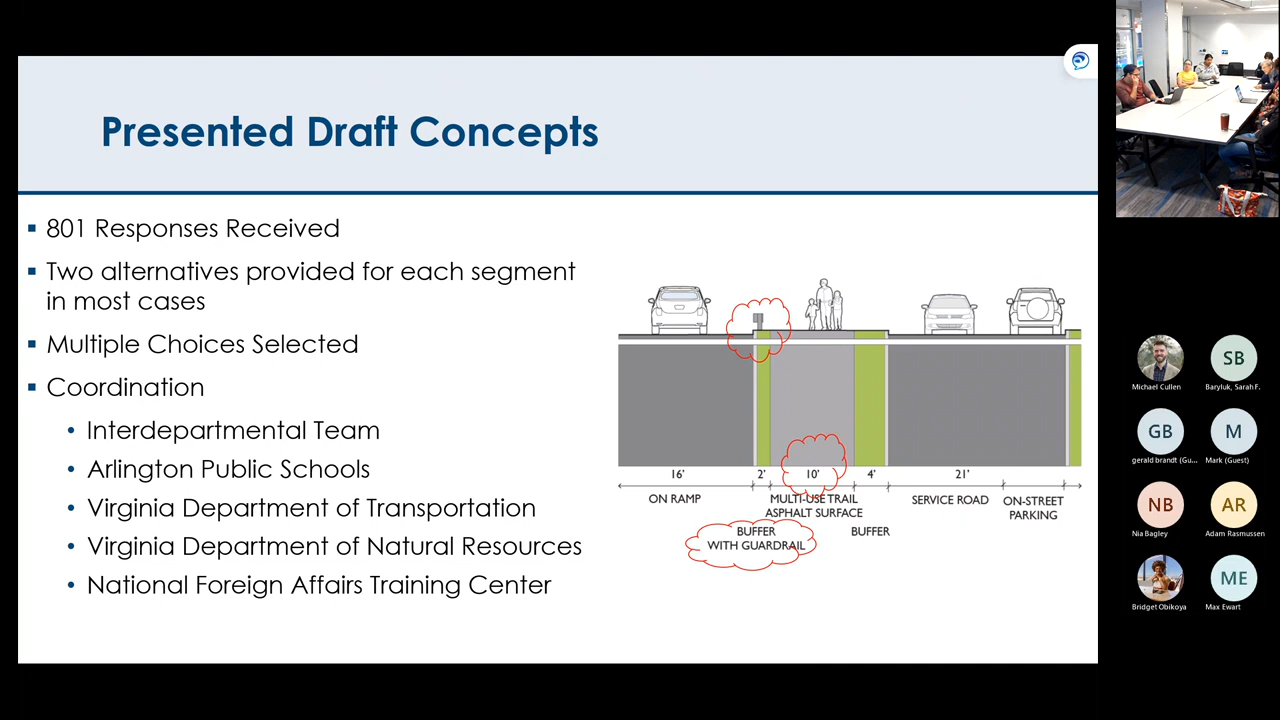 Presented Draft Concepts
801 Responses Received
Two alternatives provided for each segment
in most cases
Multiple Choices Selected
Coordination
Interdepartmental Team
Arlington Public Schools
Virginia Department of Transportation
Virginia Department of Natural Resources
National Foreign Affairs Training Center
16' 2' 10' 4' 21'
ON RAMP
MULTI-USE TRAIL
ASPHALT SURFACE
SERVICE ROAD
ON-STREET
PARKING
BUFFER
WITH GUARDRAIL
BUFFER
Michael Cullen
SB
Baryluk, Sarah F.
GB
gerald brandt (Gu...
M
Mark (Guest)
NB
Nia Bagley
AR
Adam Rasmussen
Bridget Obikoya
ME
Max Ewart